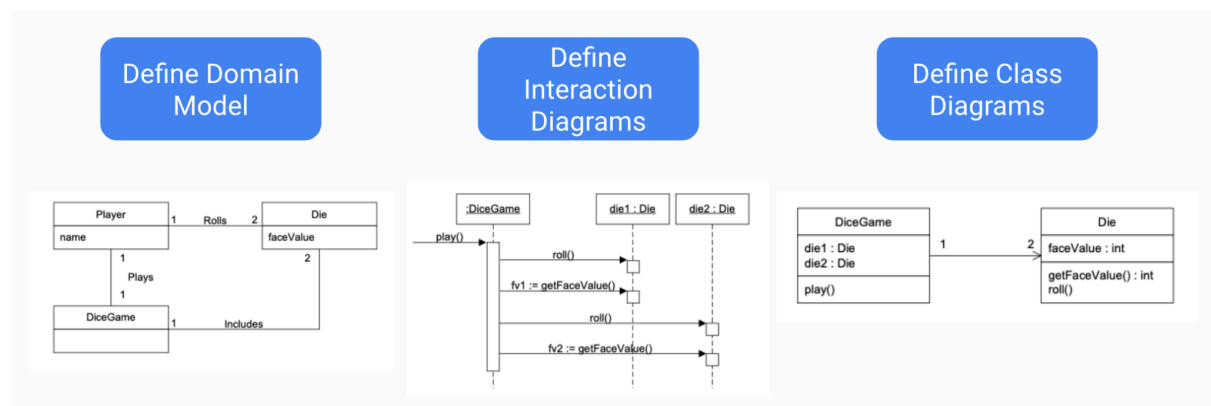 Define Domain
Model
Define
Interaction
Diagrams
Define Class
Diagrams
Player
name
1
Rolls
2
Die
faceValue
1
Plays
1
2
DiceGame
1
Includes
:DiceGame
die1 : Die
die2 : Die
play()
roll()
fv1 := getFaceValue()
roll()
fv2 := getFaceValue()
DiceGame
die1 : Die
die2 : Die
play()
1
2
Die
faceValue : int
getFaceValue() : int
roll()